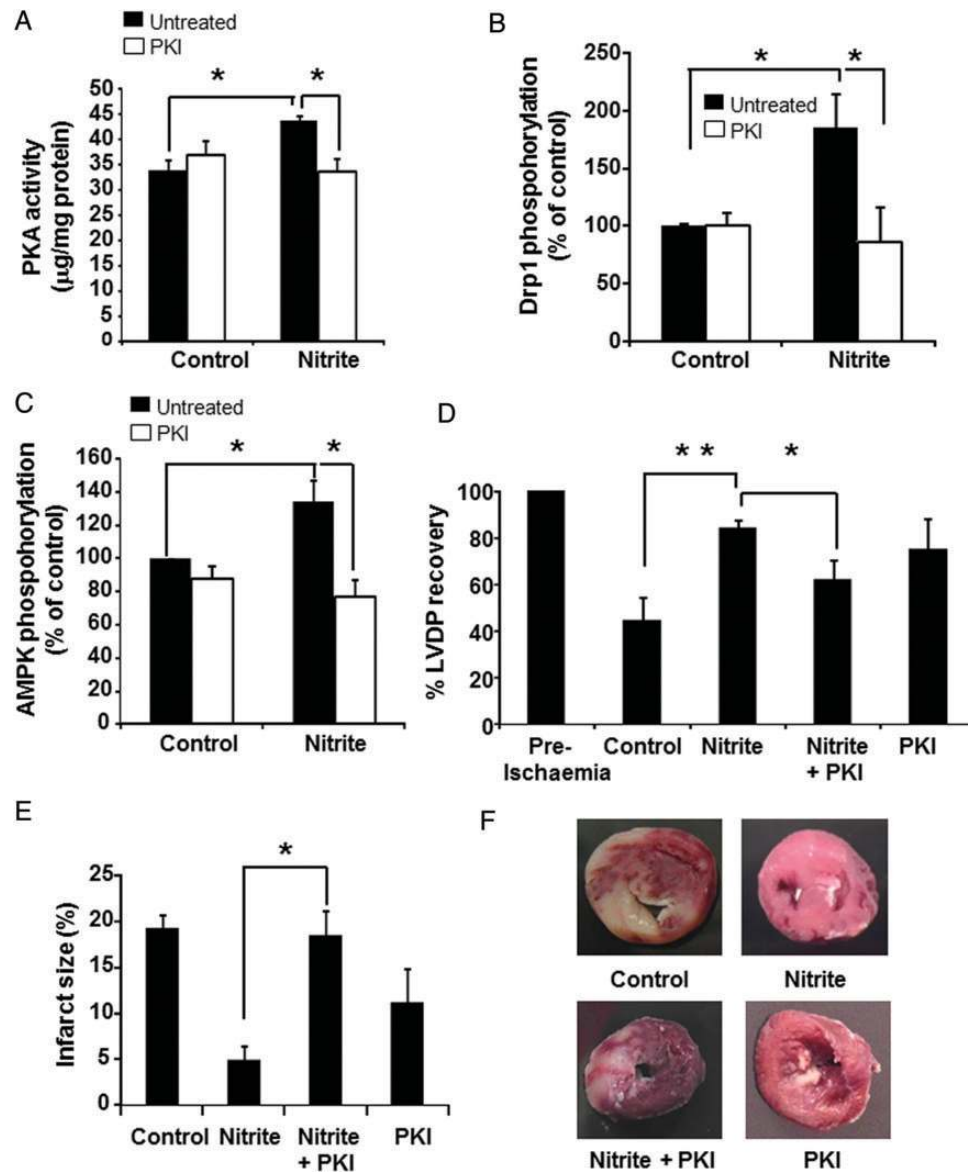 A
Untreated
PKI
PKA activity
(µg/mg protein)
50
45
40
35
30
25
20
15
10
5
0
*
*
Control
Nitrite
B
Drp1 phospohorylation
(% of control)
250
200
150
100
50
0
*
*
Untreated
PKI
Control
Nitrite
C
Untreated
PKI
AMPK phospohorylation
(% of control)
160
140
120
100
80
60
40
20
0
*
*
Control
Nitrite
D
% LVDP recovery
100
80
60
40
20
0
* *
*
Pre-
Ischaemia
Control
Nitrite
Nitrite
+ PKI
PKI
E
Infarct size (%)
25
20
15
10
5
0
*
Control
Nitrite
Nitrite
+ PKI
PKI
F
Control
Nitrite
Nitrite + PKI
PKI